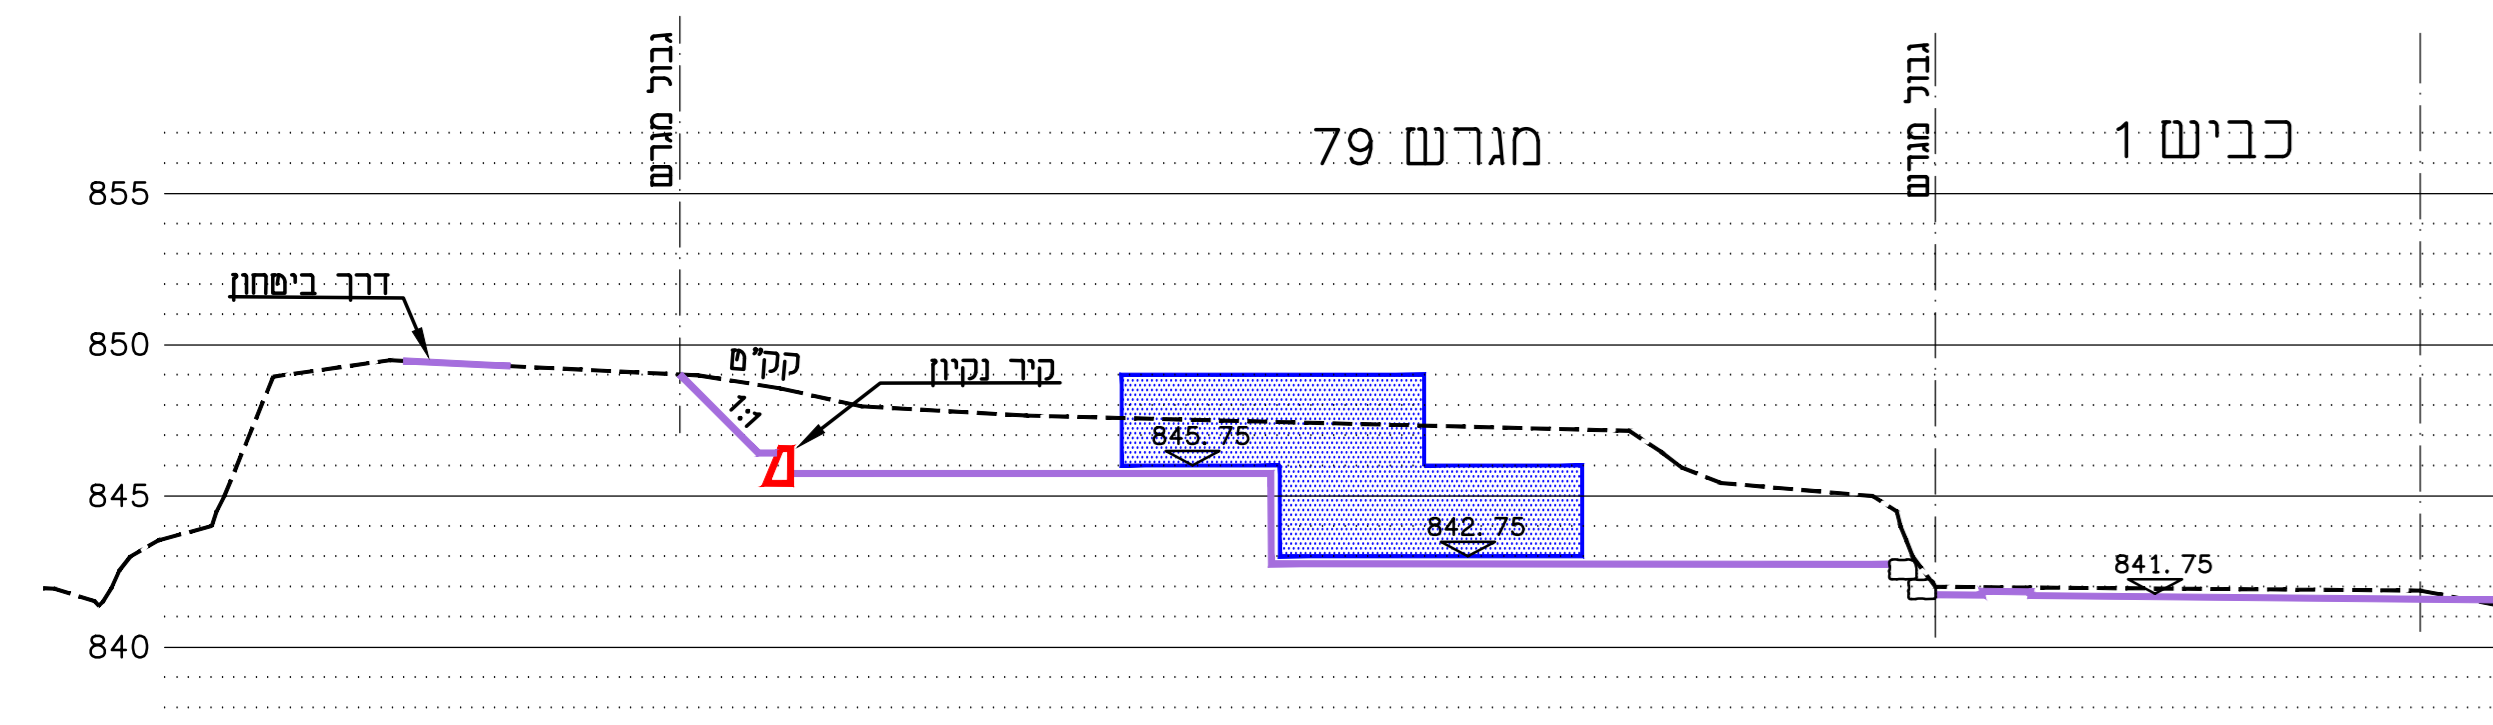 גבול מגרש
גבול מגרש
מגרש 79
כביש 1
855
דרך ביטחון
850
קק"ט
1:1
קיר ניקיון
845.75
845
842.75
841.75
840